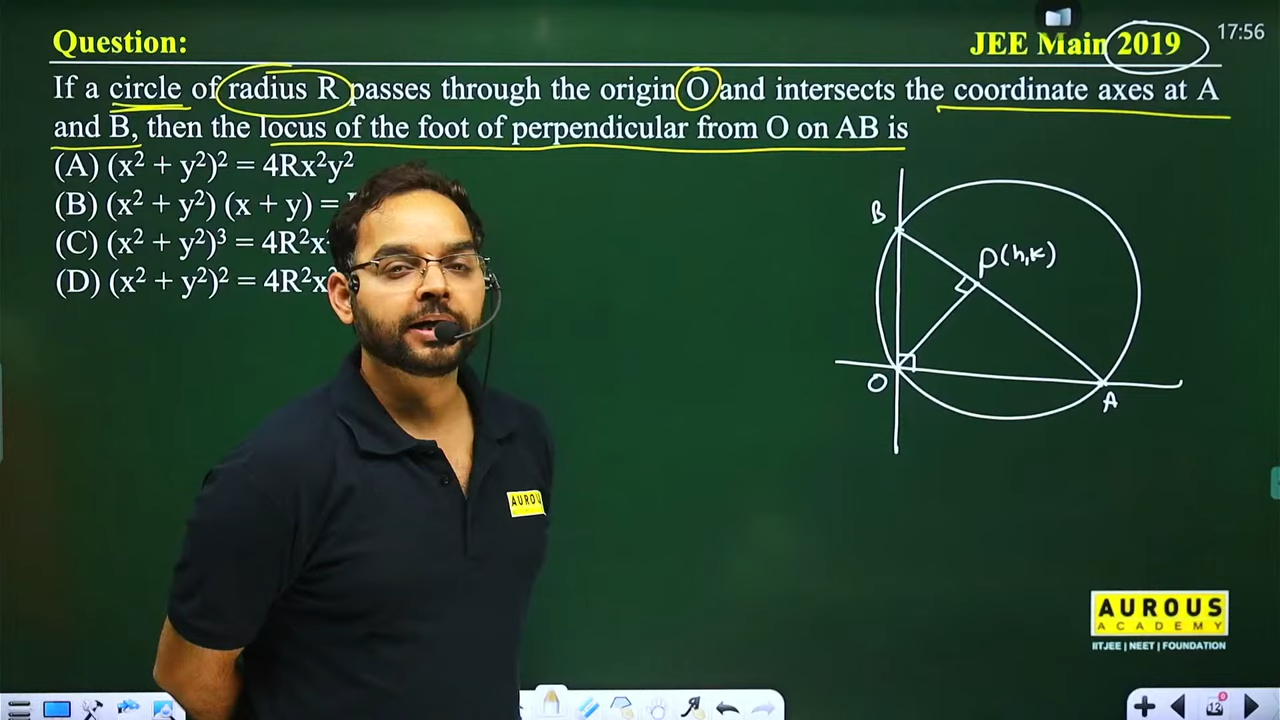 Question:
JEE Main 2019
17:56
If a circle of radius R passes through the origin O and intersects the coordinate axes at A
and B, then the locus of the foot of perpendicular from O on AB is
(A) (x² + y²)² = 4Rx²y²
(B) (x² + y²) (x + y) =
(C) (x² + y²)³ = 4R²x
(D) (x² + y²)² = 4R²x
B
P(h,k)
O
A
AUROU
AUROUS
ACADEMY
IITJEE | NEET | FOUNDATION
12